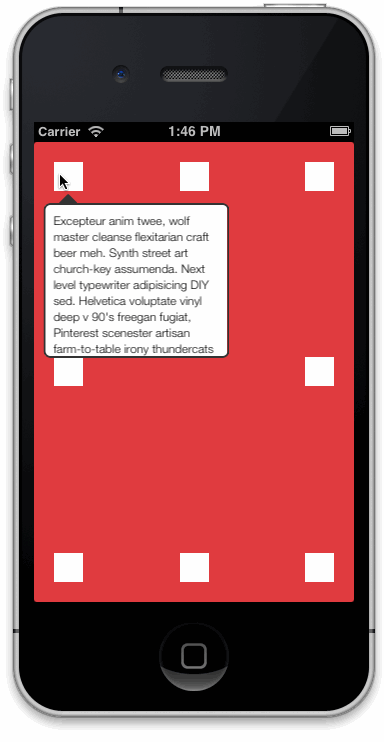 Carrier 1:46 PM
Excepteur anim twee, wolf
master cleanse flexitarian craft
beer meh. Synth street art
church-key assumenda. Next
level typewriter adipisicing DIY
sed. Helvetica voluptate vinyl
deep v 90's freegan fugiat,
Pinterest scenester artisan
farm-to-table irony thundercats